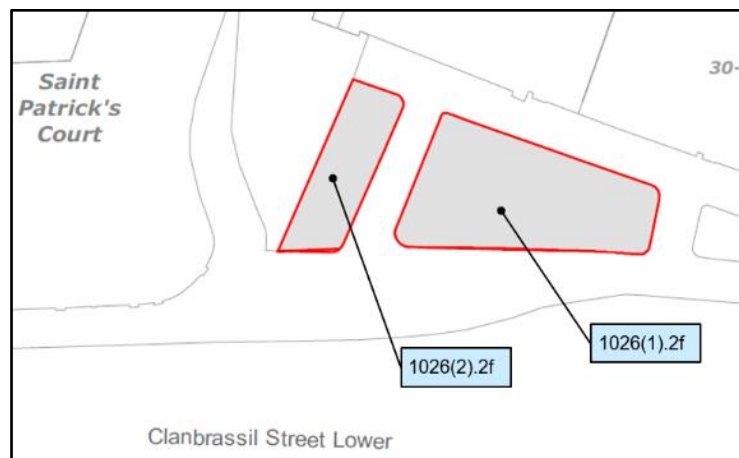 Saint
Patrick's
Court
30-
1026(2).2f
1026(1).2f
Clanbrassil Street Lower